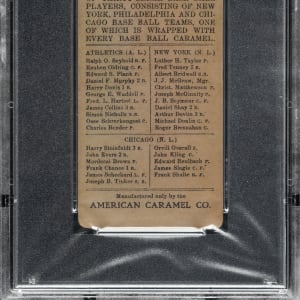 PLAYERS, CONSISTING OF NEW
YORK, PHILADELPHIA AND CHI-
CAGO BASE BALL TEAMS, ONE
OF WHICH IS WRAPPED WITH
EVERY BASE BALL CARAMEL.
ATHLETICS (A. L.)
Ralph O. Seybold R. F.
Reuben Oldring C. F.
Edward S. Plank P.
Daniel F. Murphy 2 B.
Harry Davis 1 B.
George E. Waddell P.
Fred. L. Hartzel L. F.
James Collins 3 B.
Simon Nicholls S. S.
Osee Schreckengost C.
Charles Bender P.
NEW YORK (N. L.)
Luther H. Taylor P.
Fred Tenney 1 B.
Albert Bridwell S. S.
J. J. McGraw, Mgr.
Christ. Matthewson P.
Joseph McGinnity P.
J. B. Seymour C. F.
Daniel Shay 2 B.
Arthur Devlin 3 B.
Michael Donlin C. F.
Roger Bresnahan C.
CHICAGO (N. L.)
Harry Steinfeldt 3 B.
John Evers 2 B.
Mordecai Brown P.
Frank Chance 1 B.
James Scheckard L. F.
Joseph B. Tinker S. S.
Orvil Overall P.
John Kling C.
Edward Reulbach P.
James Slagle C. F.
Frank Shulte R. F.
Manufactured only by the
AMERICAN CARAMEL CO.